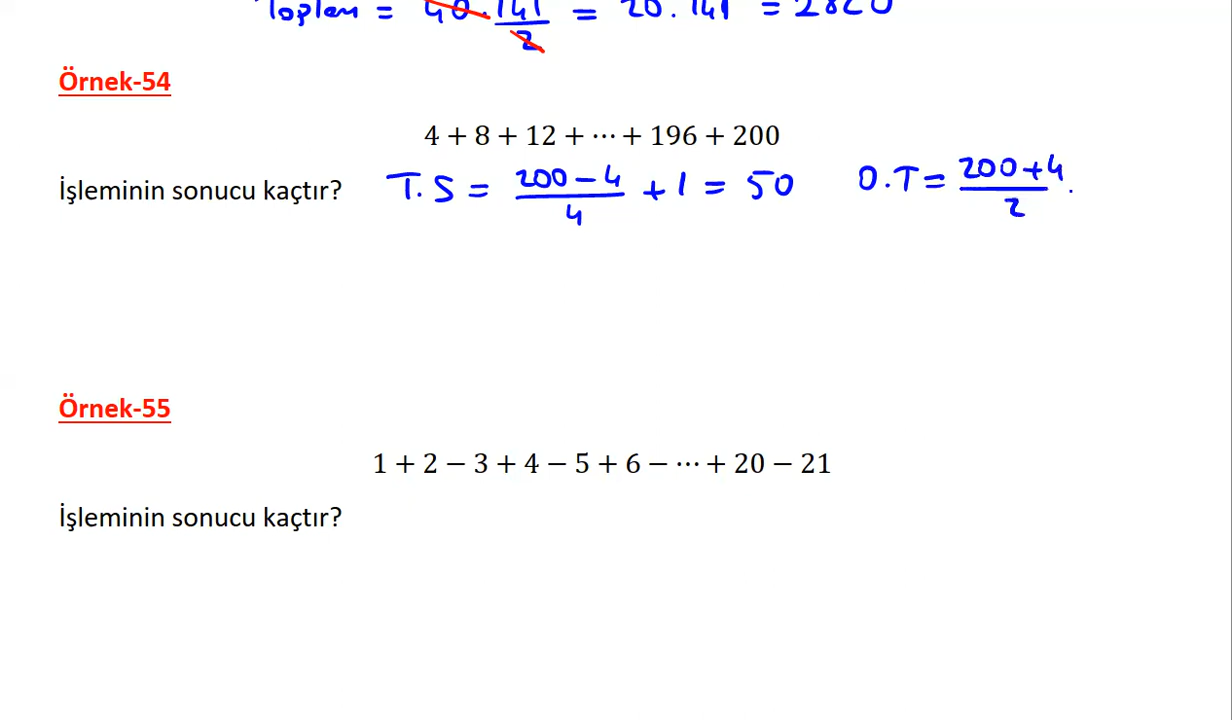 Toplam = 40 . 141/2 = 20 . 141 = 2820
Örnek-54
4 + 8 + 12 + ⋯ + 196 + 200
İşleminin sonucu kaçtır? T.S = (200 - 4)/4 + 1 = 50 O.T = (200 + 4)/2
Örnek-55
1 + 2 − 3 + 4 − 5 + 6 − ⋯ + 20 − 21
İşleminin sonucu kaçtır?